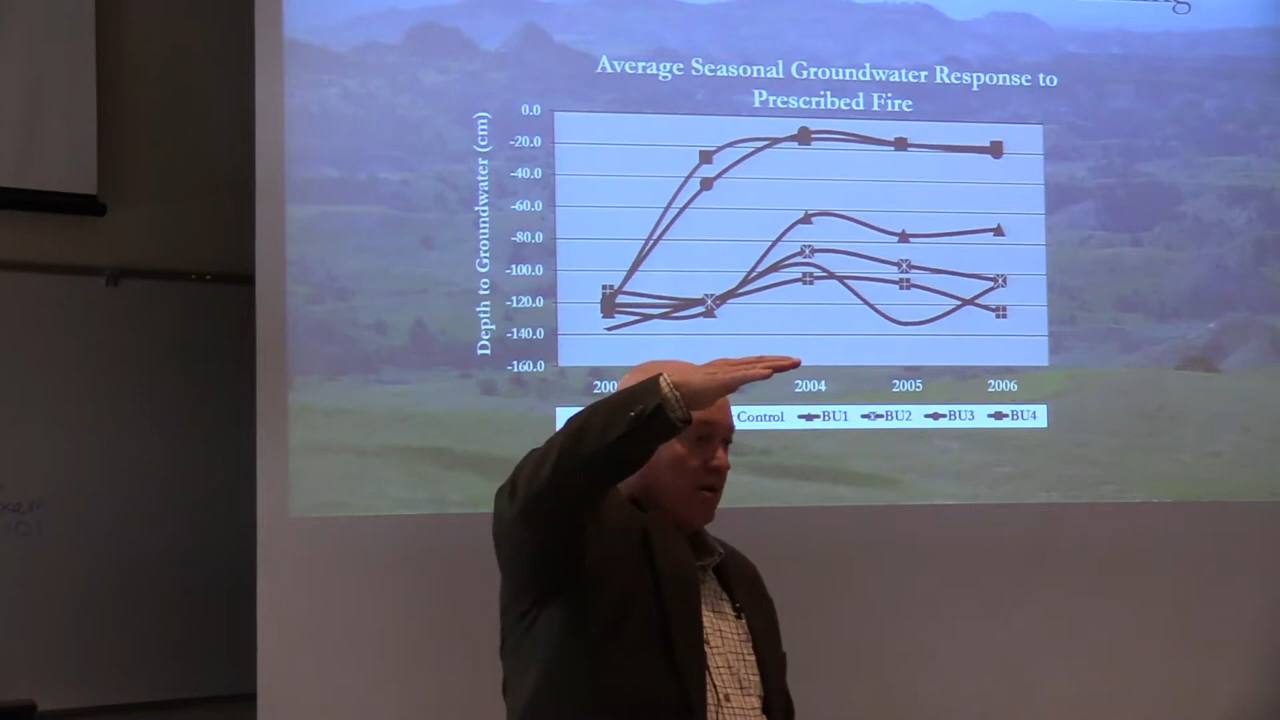 Average Seasonal Groundwater Response to
Prescribed Fire
Depth to Groundwater (cm)
0.0
-20.0
-40.0
-60.0
-80.0
-100.0
-120.0
-140.0
-160.0
2004 2005 2006
Control BU1 BU2 BU3 BU4